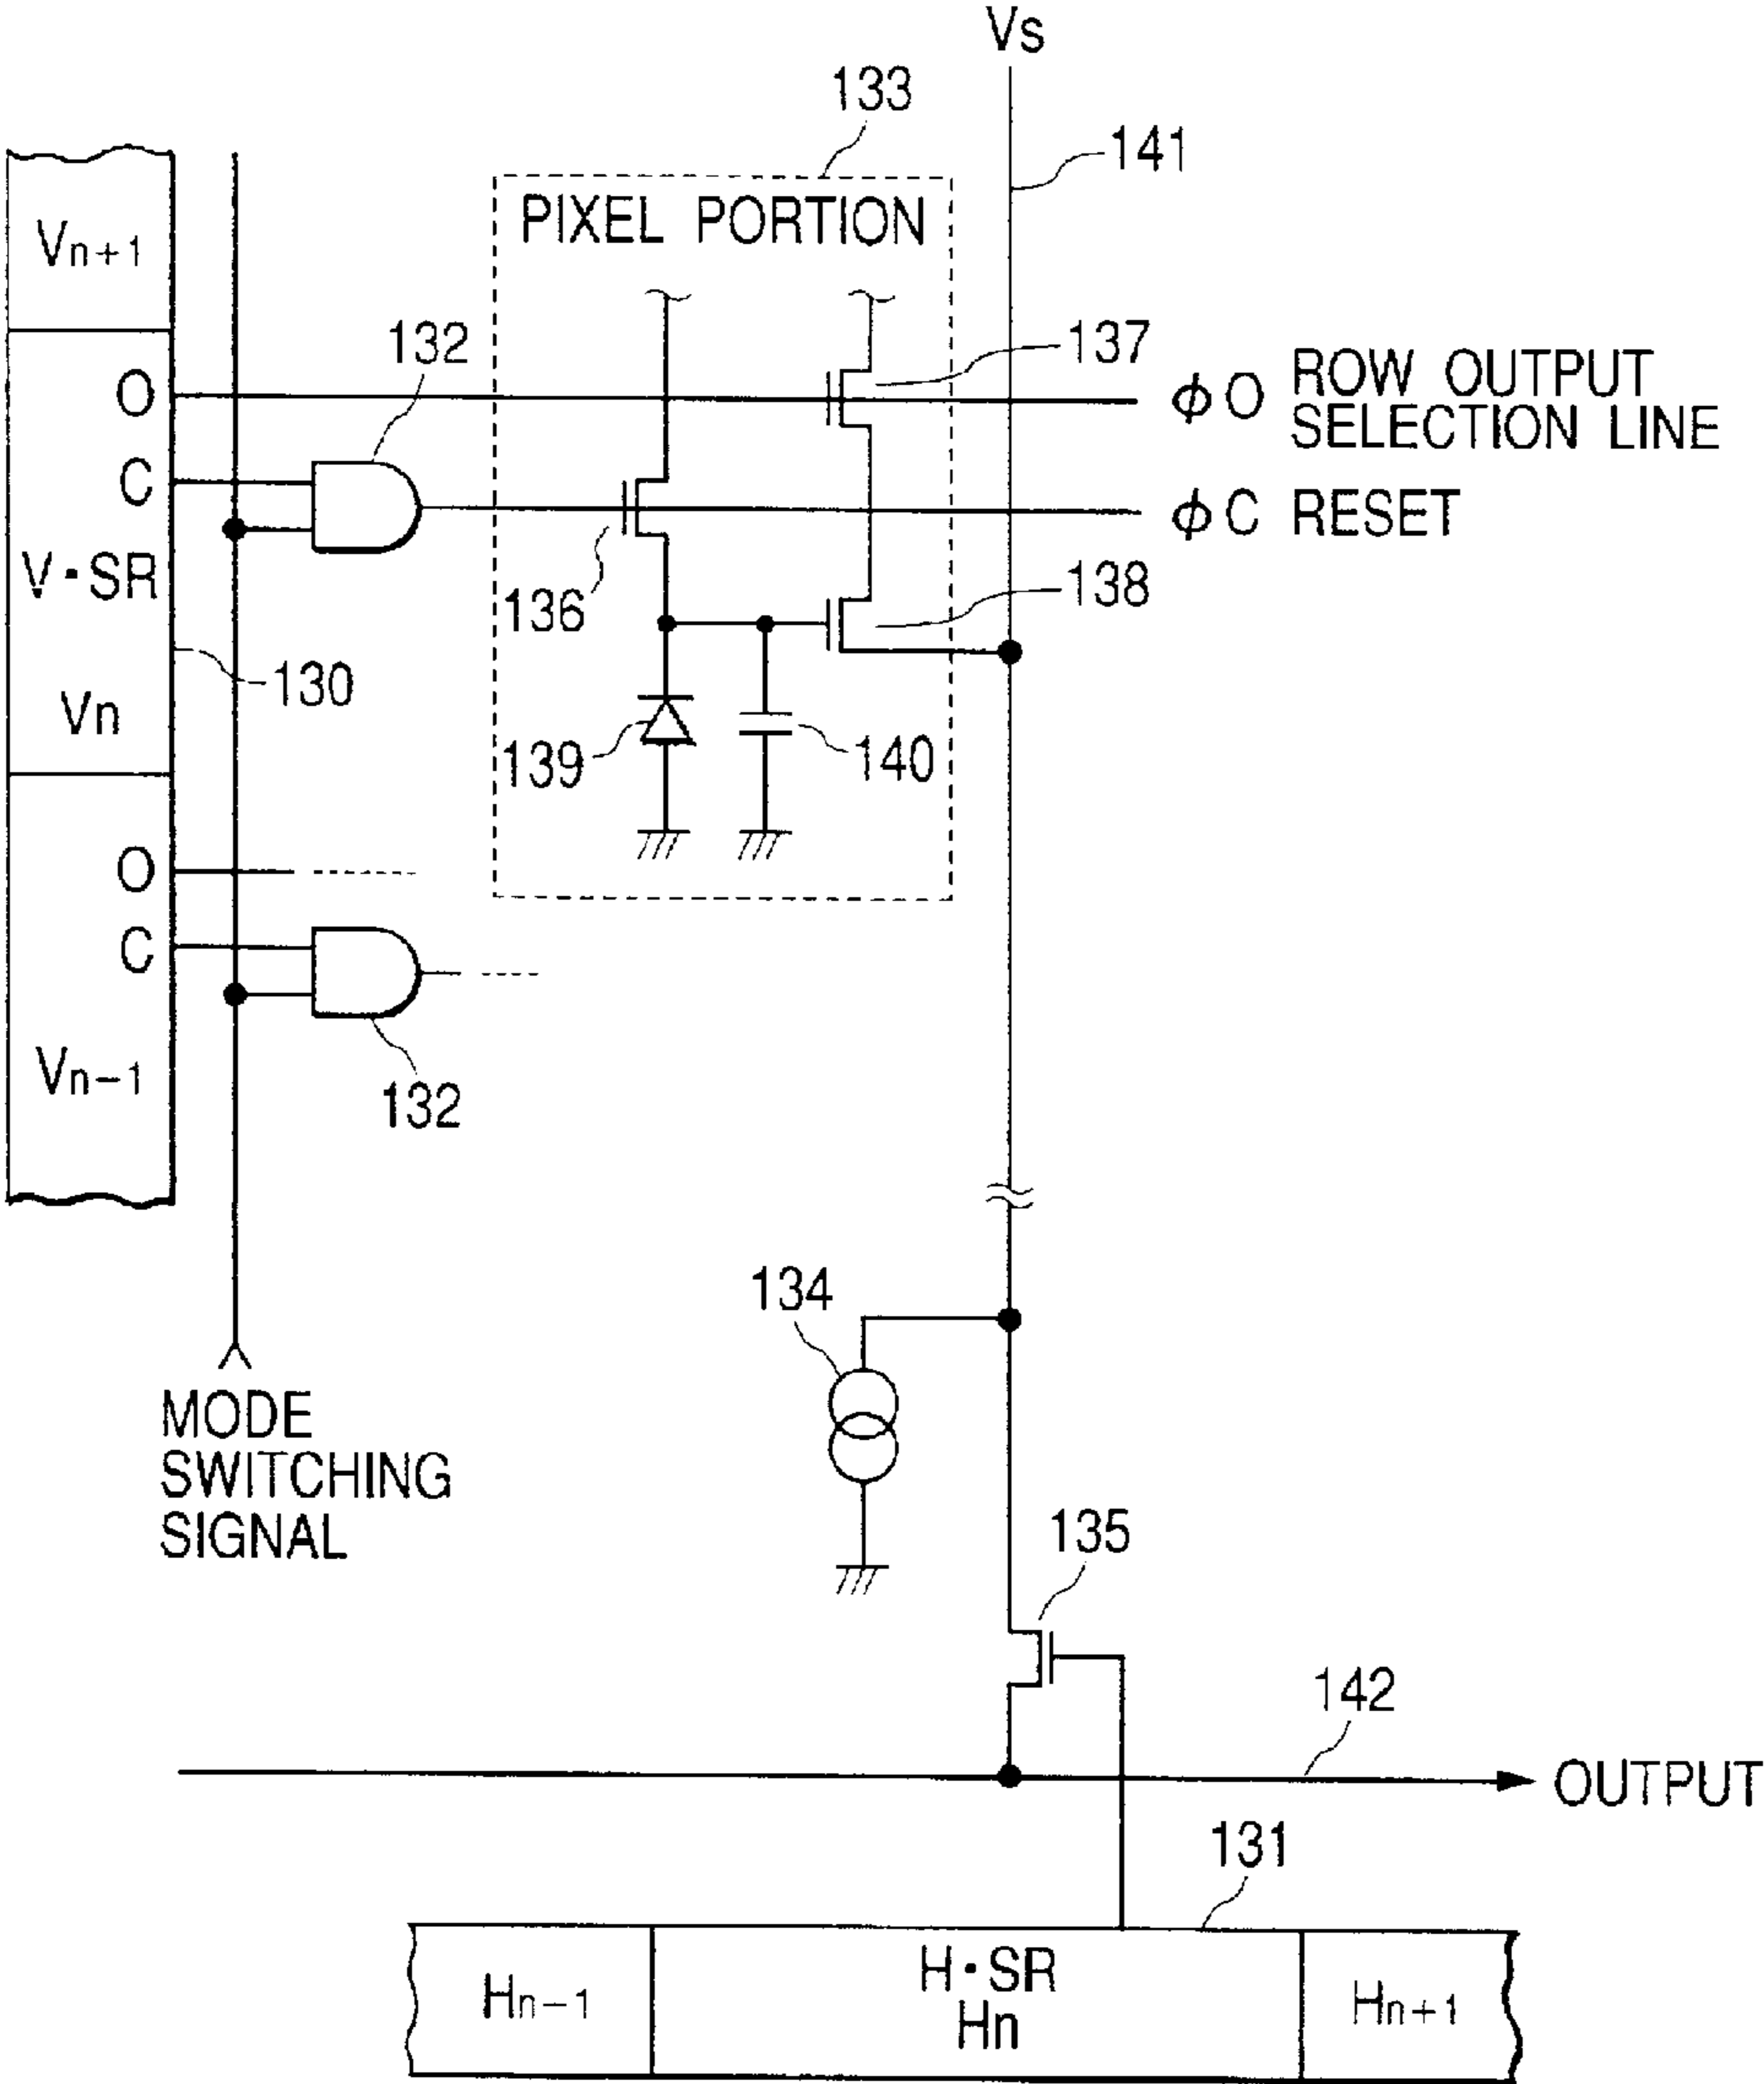 Vs
133
141
PIXEL PORTION
Vn+1
132
137
O
φO ROW OUTPUT
SELECTION LINE
C
φC RESET
V·SR
136
138
130
Vn
139
140
O
C
Vn-1
132
134
MODE
SWITCHING
SIGNAL
135
142
OUTPUT
131
H·SR
Hn-1
Hn
Hn+1